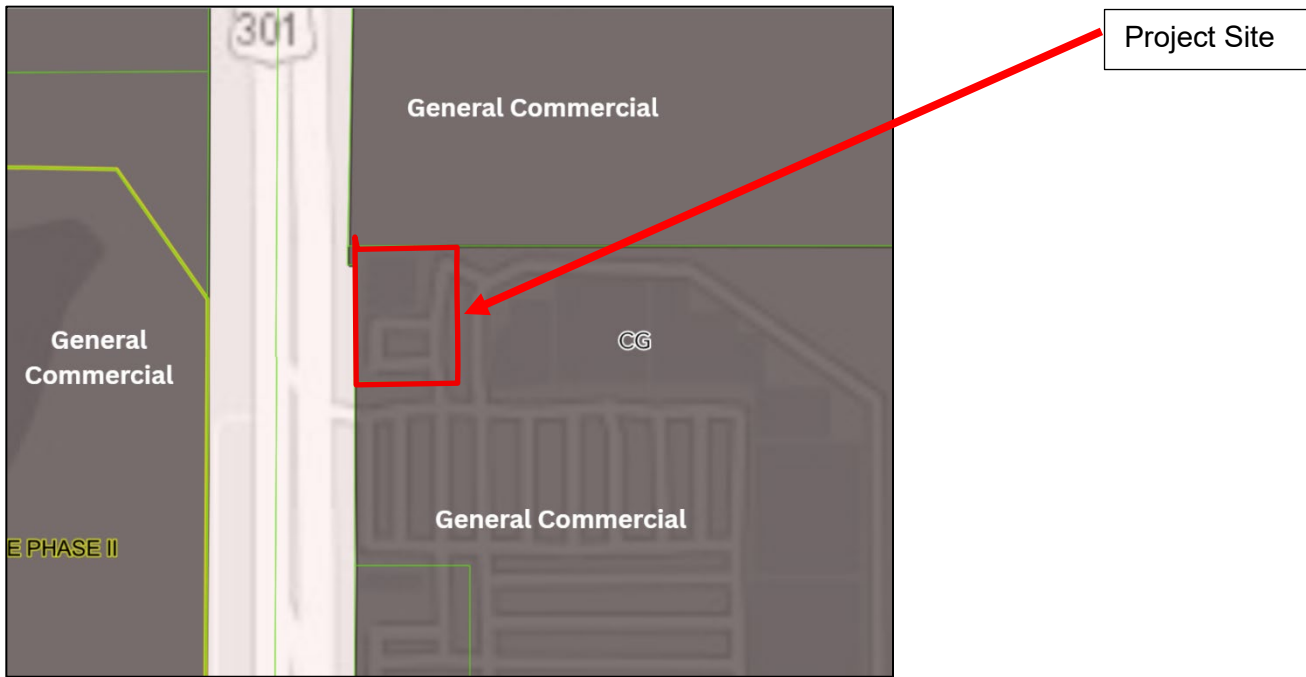 301
Project Site
General Commercial
General
Commercial
CG
General Commercial
E PHASE II